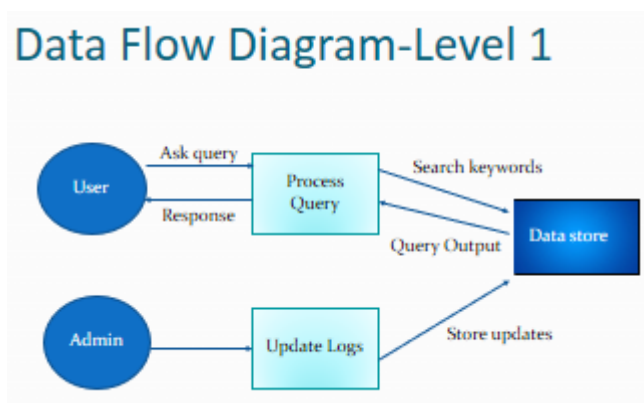 Data Flow Diagram-Level 1
Ask query
User
Process
Query
Search keywords
Response
Data store
Query Output
Admin
Update Logs
Store updates